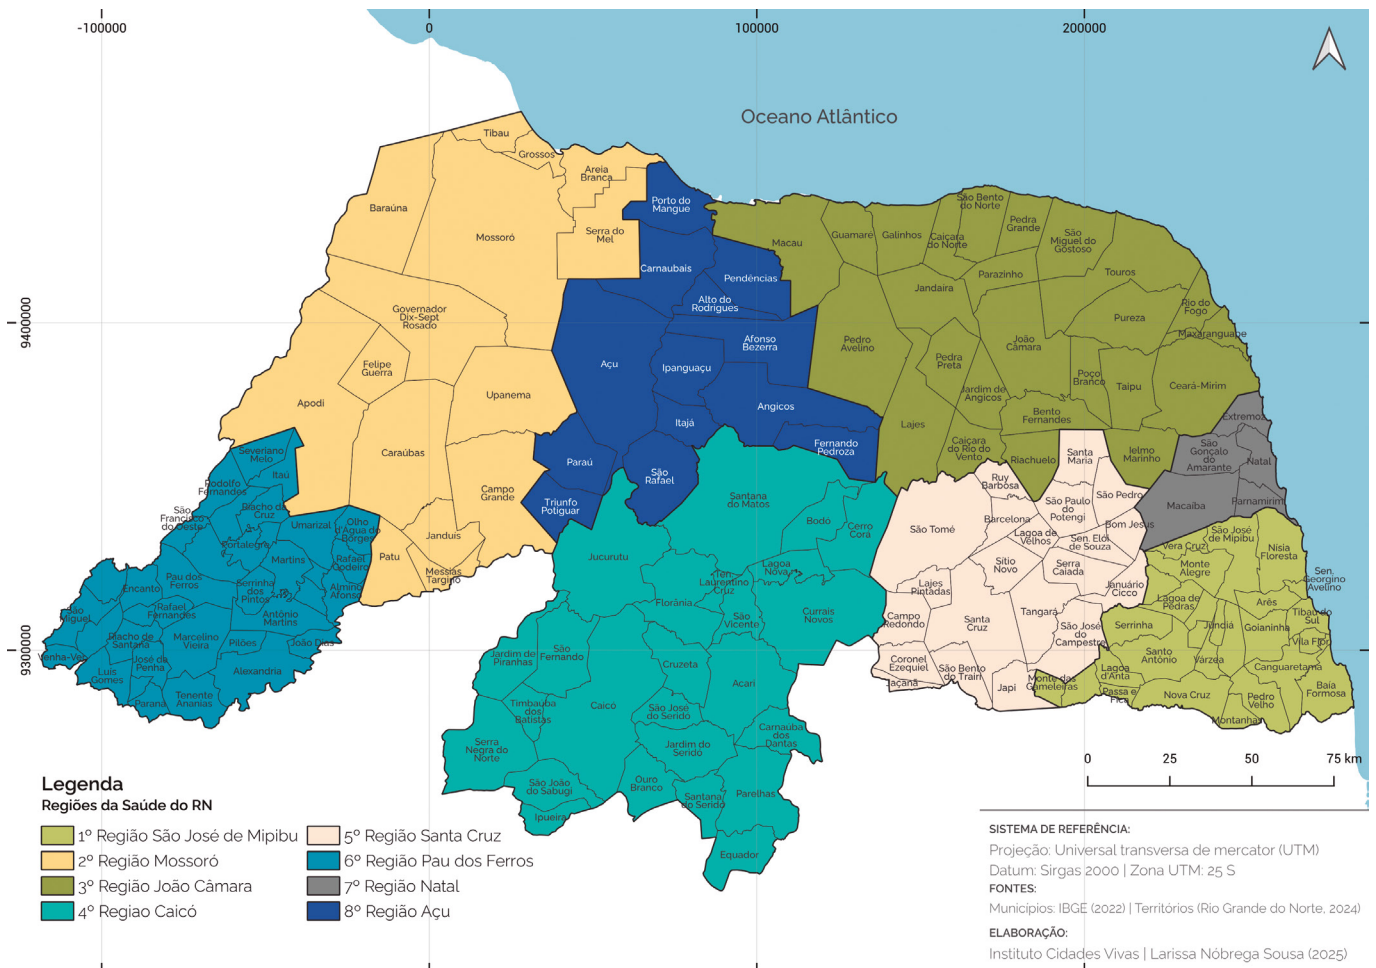 -100000
0
100000
200000
9400000
9300000
Oceano Atlântico
Tibau
Grossos
Areia
Branca
Baraúna
Mossoró
Serra do
Mel
Governador
Dix-Sept
Rosado
Felipe
Guerra
Upanema
Apodi
Caraúbas
Campo
Grande
Janduís
Patu
Messias
Targino
Porto do
Mangue
Carnaubais
Pendências
Alto do
Rodrigues
Afonso
Bezerra
Açu
Ipanguaçu
Angicos
Itajá
Fernando
Pedroza
Paraú
São
Rafael
Triunfo
Potiguar
Macau
Guamaré
Galinhos
Caiçara
do Norte
São Bento
do Norte
Pedra
Grande
São
Miguel do
Gostoso
Parazinho
Touros
Jandaíra
Rio do
Fogo
Pureza
Maxaranguape
Pedro
Avelino
João
Câmara
Pedra
Preta
Poço
Branco
Taipu
Ceará-Mirim
Jardim de
Angicos
Bento
Fernandes
Lajes
Caiçara
do Rio do
Vento
Riachuelo
Ielmo
Marinho
Extremoz
São
Gonçalo
do
Amarante
Natal
Macaíba
Parnamirim
Santa
Maria
Ruy
Barbosa
São Pedro
São Paulo
do
Potengi
São Tomé
Barcelona
Bom Jesus
Lagoa de
Velhos
Sen. Elói
de Souza
Sítio
Novo
Serra
Caiada
Lajes
Pintadas
Januário
Cicco
Campo
Redondo
Santa
Cruz
Tangará
São José
do
Campestre
Coronel
Ezequiel
São Bento
do Trairi
Jaçanã
Japi
Monte das
Gameleiras
São José
de Mipibu
Vera Cruz
Nísia
Floresta
Monte
Alegre
Sen.
Georgino
Avelino
Lagoa de
Pedras
Arês
Tibau do
Sul
Serrinha
Jundiá
Goianinha
Vila Flor
Santo
Antônio
Várzea
Canguaretama
Lagoa
d'Anta
Passa e
Fica
Nova Cruz
Pedro
Velho
Baía
Formosa
Montanhas
Santana
do Matos
Bodó
Cerro
Corá
Jucurutu
Lagoa
Nova
Ten.
Laurentino
Cruz
Florânia
São
Vicente
Currais
Novos
Jardim de
Piranhas
São
Fernando
Cruzeta
Acari
Caicó
Timbaúba
dos
Batistas
São José
do Seridó
Carnaúba
dos
Dantas
Serra
Negra do
Norte
Jardim do
Seridó
São João
do Sabugi
Ouro
Branco
Santana
do Seridó
Parelhas
Ipueira
Equador
Severiano
Melo
Itaú
Rodolfo
Fernandes
São
Francisco
do Oeste
Riacho da
Cruz
Umarizal
Olho
d'Água do
Borges
Portalegre
Martins
Rafael
Godeiro
Pau dos
Ferros
Encanto
Serrinha
dos
Pintos
Almino
Afonso
São
Miguel
Rafael
Fernandes
Antônio
Martins
Riacho de
Santana
Marcelino
Vieira
Pilões
João Dias
Venha-Ver
José da
Penha
Luís
Gomes
Alexandria
Paraná
Tenente
Ananias
0 25 50 75 km
Legenda
Regiões da Saúde do RN
1º Região São José de Mipibu
2º Região Mossoró
3º Região João Câmara
4º Regiao Caicó
5º Região Santa Cruz
6º Região Pau dos Ferros
7º Região Natal
8º Região Açu
SISTEMA DE REFERÊNCIA:
Projeção: Universal transversa de mercator (UTM)
Datum: Sirgas 2000 | Zona UTM: 25 S
FONTES:
Municípios: IBGE (2022) | Territórios (Rio Grande do Norte, 2024)
ELABORAÇÃO:
Instituto Cidades Vivas | Larissa Nóbrega Sousa (2025)